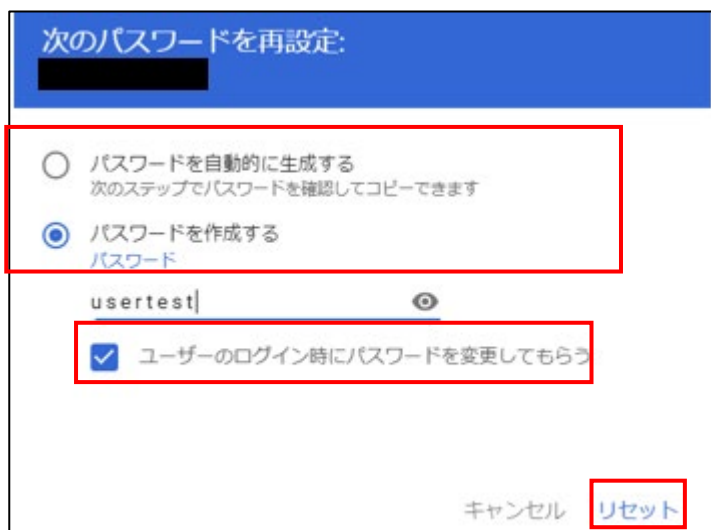 次のパスワードを再設定:
パスワードを自動的に生成する
次のステップでパスワードを確認してコピーできます
パスワードを作成する
パスワード
usertest
ユーザーのログイン時にパスワードを変更してもらう
キャンセル リセット